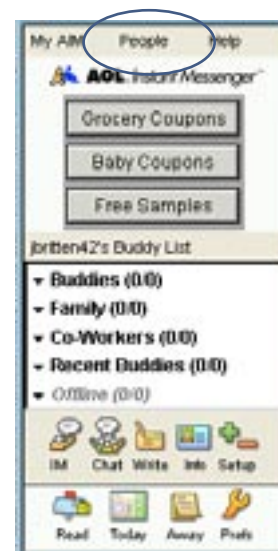 My AIM People Help
AOL Instant Messenger
Grocery Coupons
Baby Coupons
Free Samples
jbritten42's Buddy List
Buddies (0/0)
Family (0/0)
Co-Workers (0/0)
Recent Buddies (0/0)
Offline (0/0)
IM Chat Write Info Setup
Read Today Away Prefs